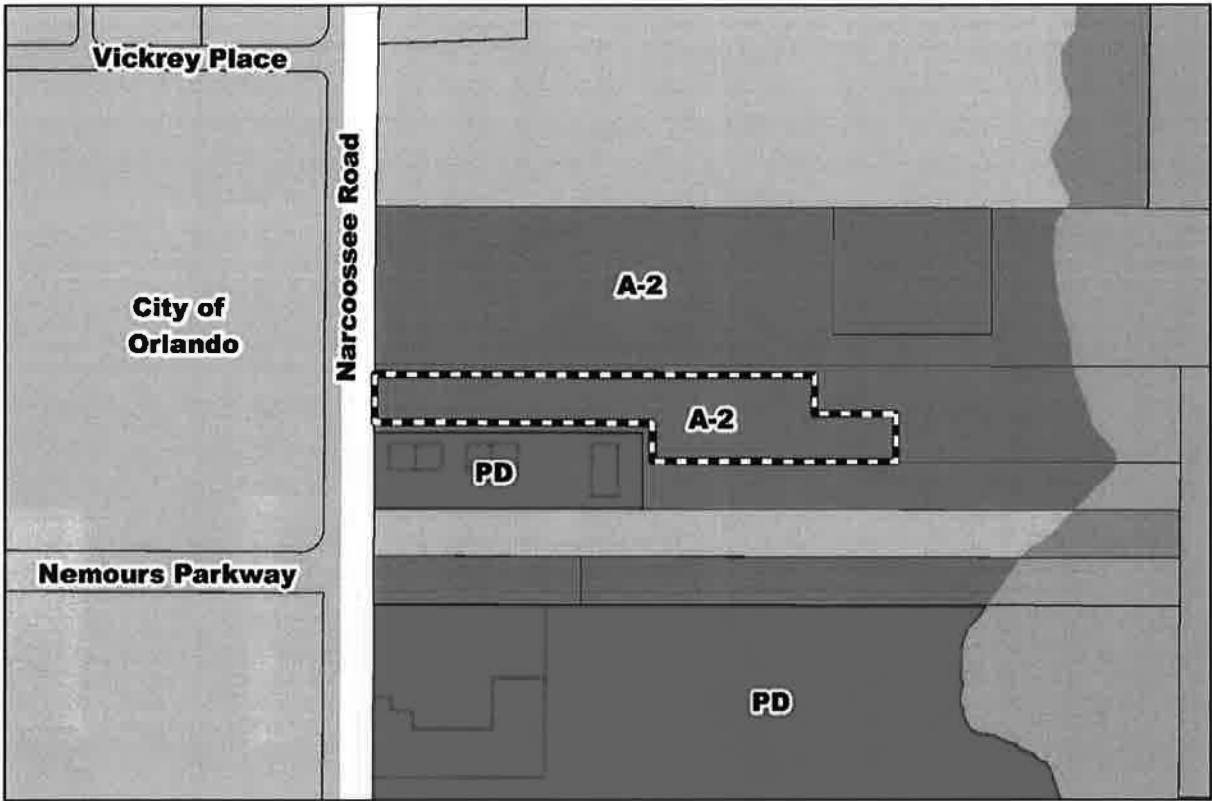 Vickrey Place
Narcoossee Road
A-2
City of
Orlando
A-2
PD
Nemours Parkway
PD